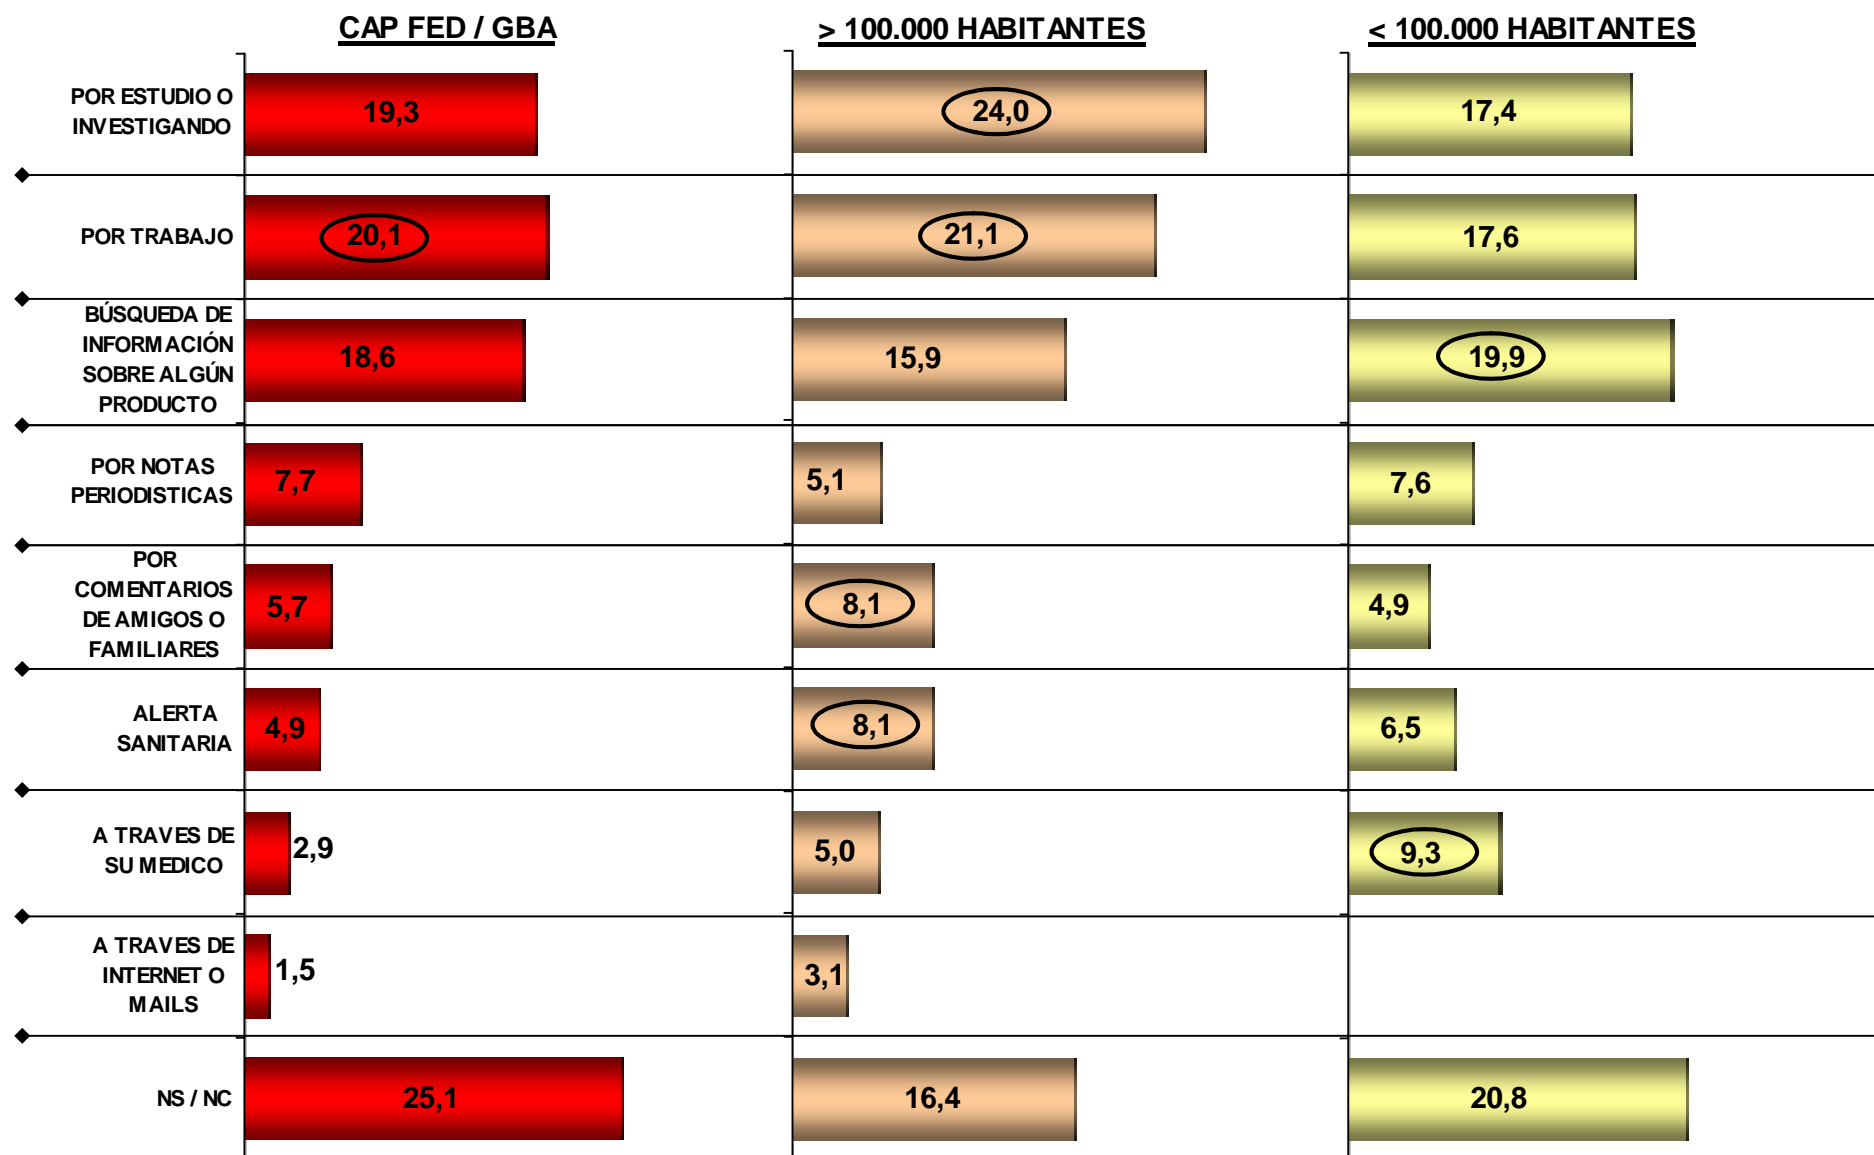 CAP FED / GBA
> 100.000 HABITANTES
< 100.000 HABITANTES
POR ESTUDIO O
INVESTIGANDO
19,3
24,0
17,4
POR TRABAJO
20,1
21,1
17,6
BÚSQUEDA DE
INFORMACIÓN
SOBRE ALGÚN
PRODUCTO
18,6
15,9
19,9
POR NOTAS
PERIODISTICAS
7,7
5,1
7,6
POR
COMENTARIOS
DE AMIGOS O
FAMILIARES
5,7
8,1
4,9
ALERTA
SANITARIA
4,9
8,1
6,5
A TRAVES DE
SU MEDICO
2,9
5,0
9,3
A TRAVES DE
INTERNET O
MAILS
1,5
3,1
NS / NC
25,1
16,4
20,8